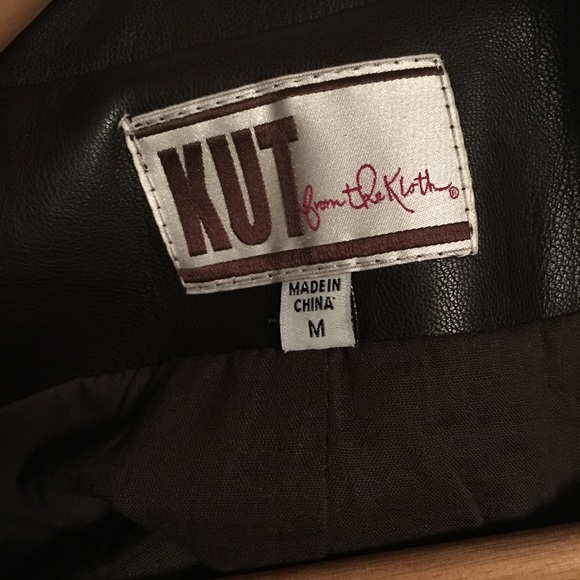 KUT from the Kloth®
MADE IN
CHINA
M